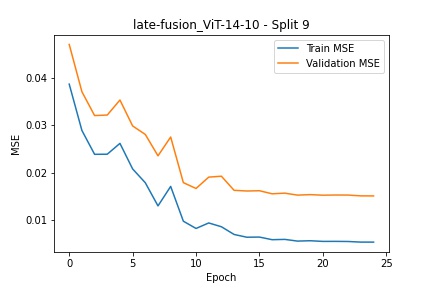 late-fusion_ViT-14-10 - Split 9
Train MSE
Validation MSE
MSE
0.04
0.03
0.02
0.01
0 5 10 15 20 25
Epoch